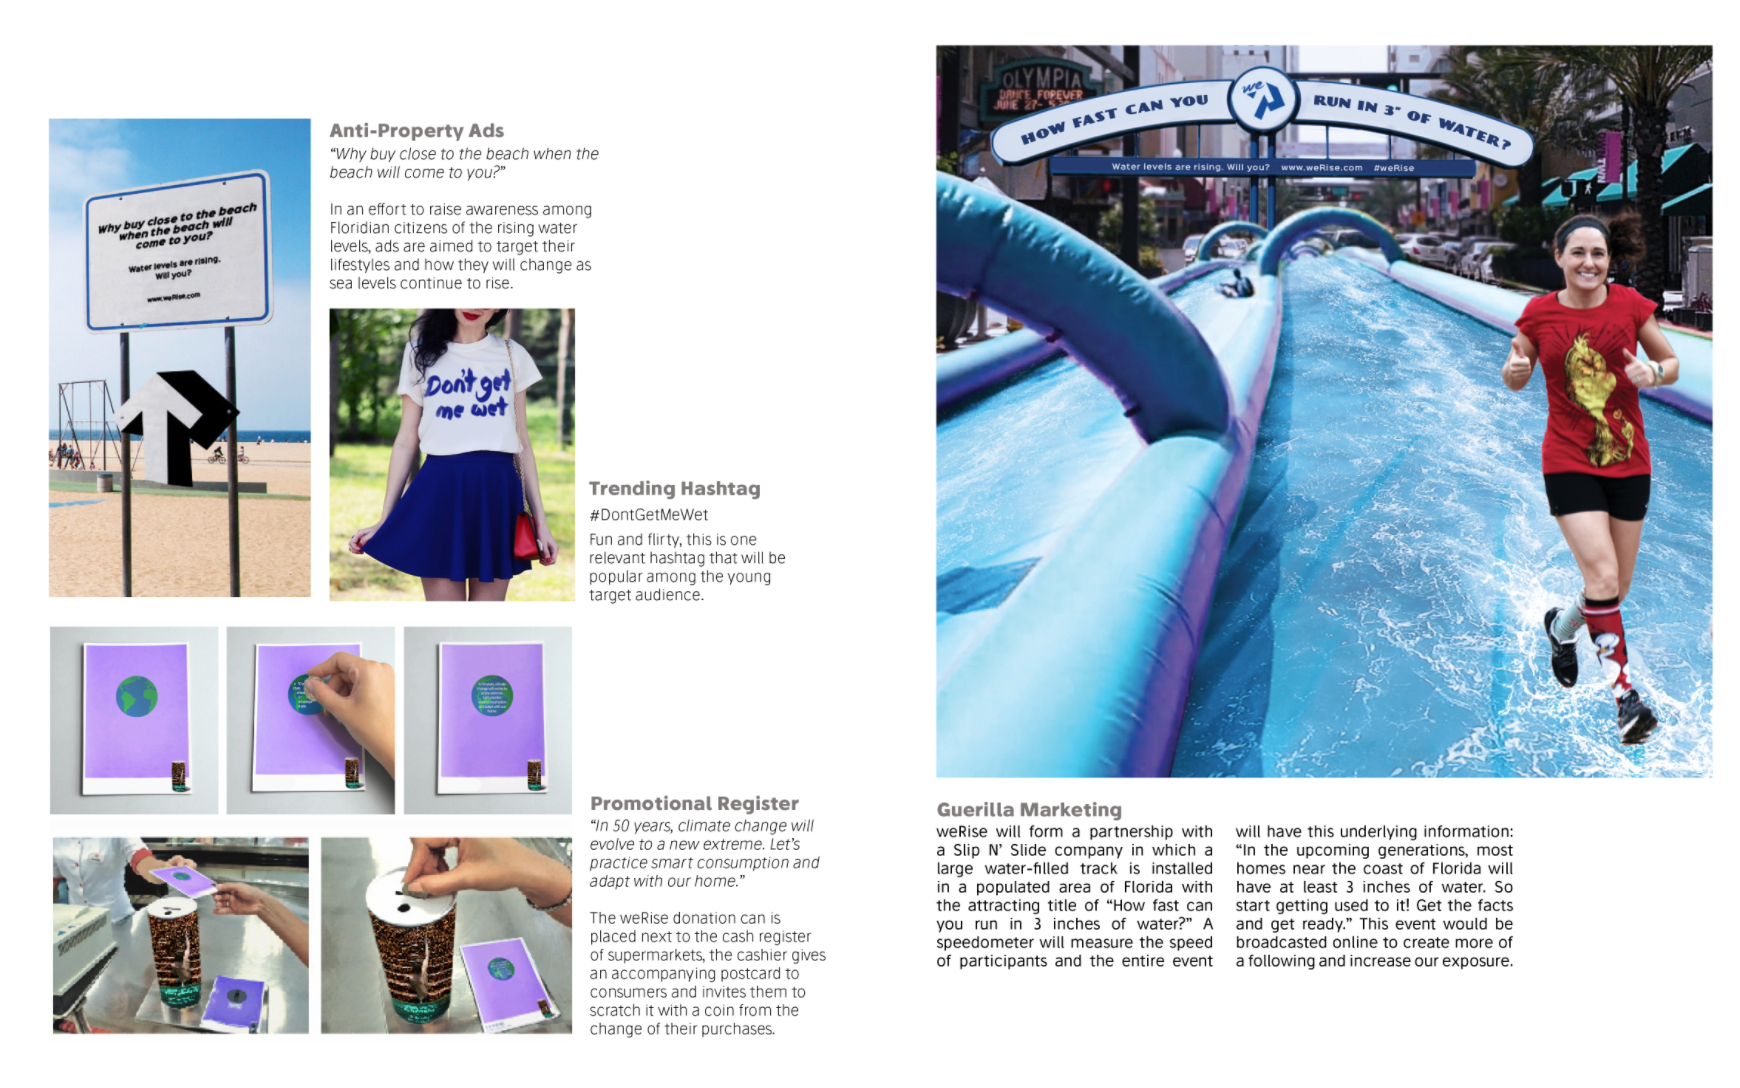 Why buy close to the beach
when the beach will
come to you?
Water levels are rising.
Will you?
www.weRise.com
Anti-Property Ads
“Why buy close to the beach when the
beach will come to you?”
In an effort to raise awareness among
Floridian citizens of the rising water
levels, ads are aimed to target their
lifestyles and how they will change as
sea levels continue to rise.
Don't get
me wet
Trending Hashtag
#DontGetMeWet
Fun and flirty, this is one
relevant hashtag that will be
popular among the young
target audience.
Promotional Register
“In 50 years, climate change will
evolve to a new extreme. Let’s
practice smart consumption and
adapt with our home.”
The weRise donation can is
placed next to the cash register
of supermarkets, the cashier gives
an accompanying postcard to
consumers and invites them to
scratch it with a coin from the
change of their purchases.
OLYMPIA
DANCE FOREVER
JUNE 27-
HOW FAST CAN YOU
we
RUN IN 3" OF WATER?
Water levels are rising. Will you? www.weRise.com #weRise
TOWN
Guerilla Marketing
weRise will form a partnership with
a Slip N’ Slide company in which a
large water-filled track is installed
in a populated area of Florida with
the attracting title of “How fast can
you run in 3 inches of water?” A
speedometer will measure the speed
of participants and the entire event
will have this underlying information:
“In the upcoming generations, most
homes near the coast of Florida will
have at least 3 inches of water. So
start getting used to it! Get the facts
and get ready.” This event would be
broadcasted online to create more of
a following and increase our exposure.